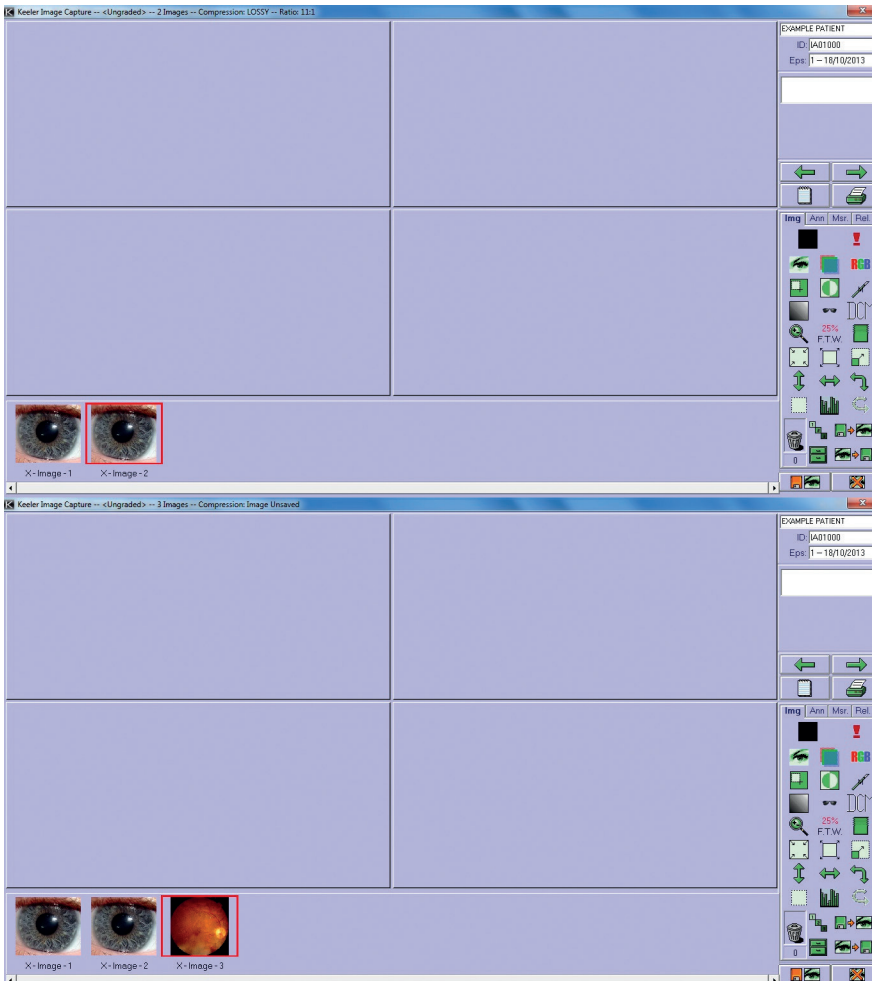 Keeler Image Capture -- <Ungraded> -- 2 Images -- Compression: LOSSY -- Ratio: 11:1
EXAMPLE PATIENT
ID: IA01000
Eps: 1 – 18/10/2013
Img Ann Msr. Rel.
RGB
DCM
25%
F.T.W.
0
X-Image-1 X-Image-2
Keeler Image Capture -- <Ungraded> -- 3 Images -- Compression: Image Unsaved
EXAMPLE PATIENT
ID: IA01000
Eps: 1 – 18/10/2013
Img Ann Msr. Rel.
RGB
DCM
25%
F.T.W.
0
X-Image-1 X-Image-2 X-Image-3